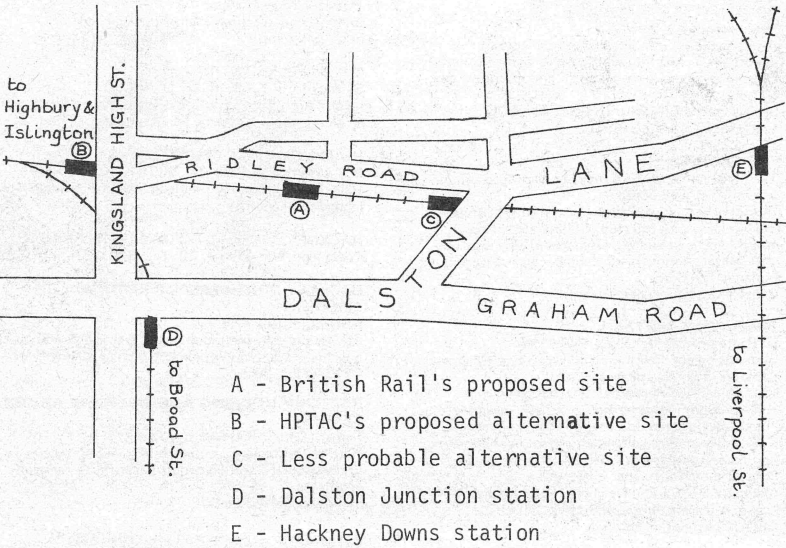 to
Highbury &
Islington
B
KINGSLAND HIGH ST.
RIDLEY ROAD
A
C
LANE
E
DALSTON
GRAHAM ROAD
D
to Broad St.
to Liverpool St.
A - British Rail's proposed site
B - HPTAC's proposed alternative site
C - Less probable alternative site
D - Dalston Junction station
E - Hackney Downs station